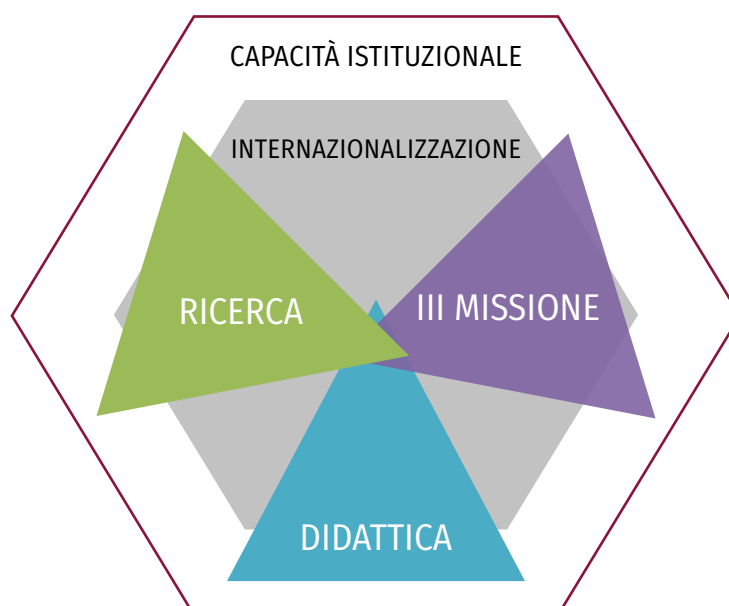 CAPACITÀ ISTITUZIONALE
INTERNAZIONALIZZAZIONE
RICERCA
III MISSIONE
DIDATTICA